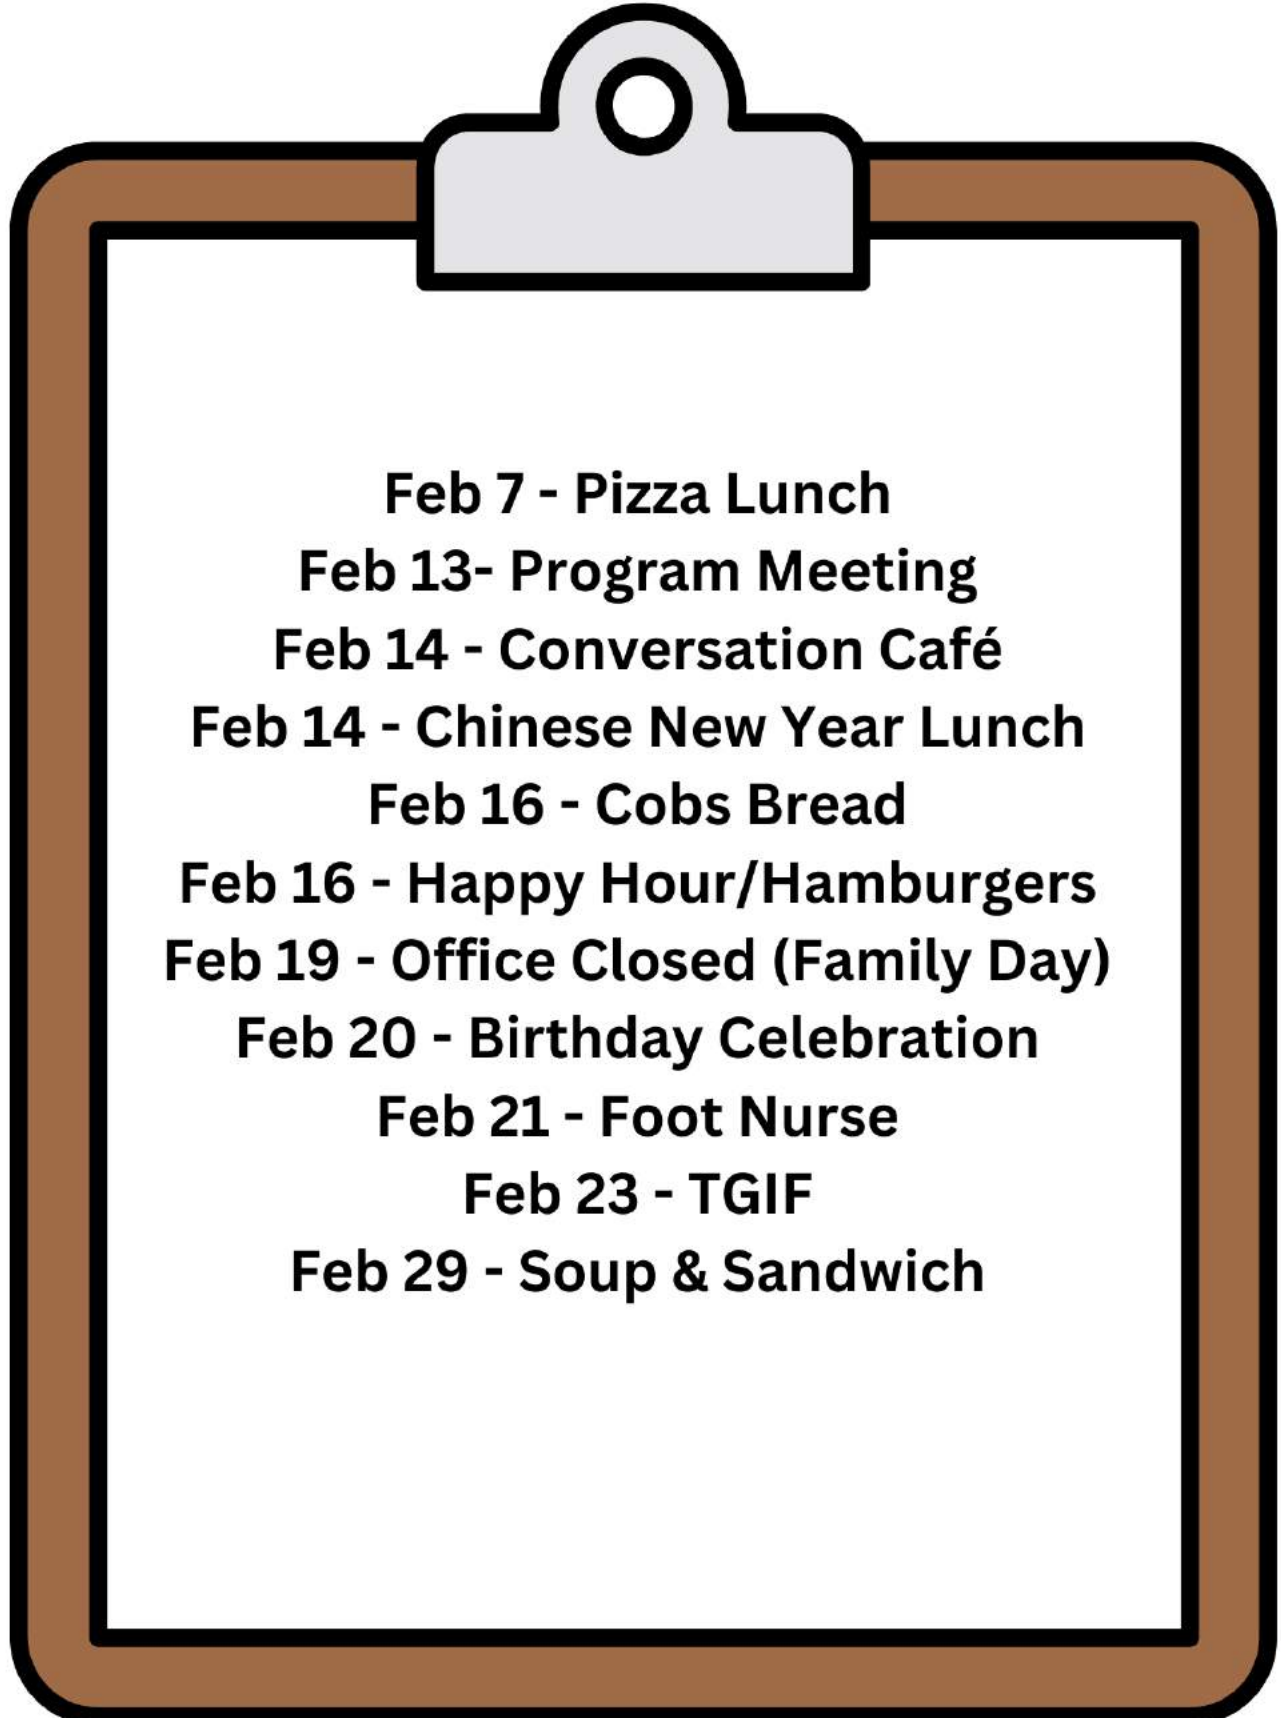 Feb 7 - Pizza Lunch
Feb 13- Program Meeting
Feb 14 - Conversation Café
Feb 14 - Chinese New Year Lunch
Feb 16 - Cobs Bread
Feb 16 - Happy Hour/Hamburgers
Feb 19 - Office Closed (Family Day)
Feb 20 - Birthday Celebration
Feb 21 - Foot Nurse
Feb 23 - TGIF
Feb 29 - Soup & Sandwich